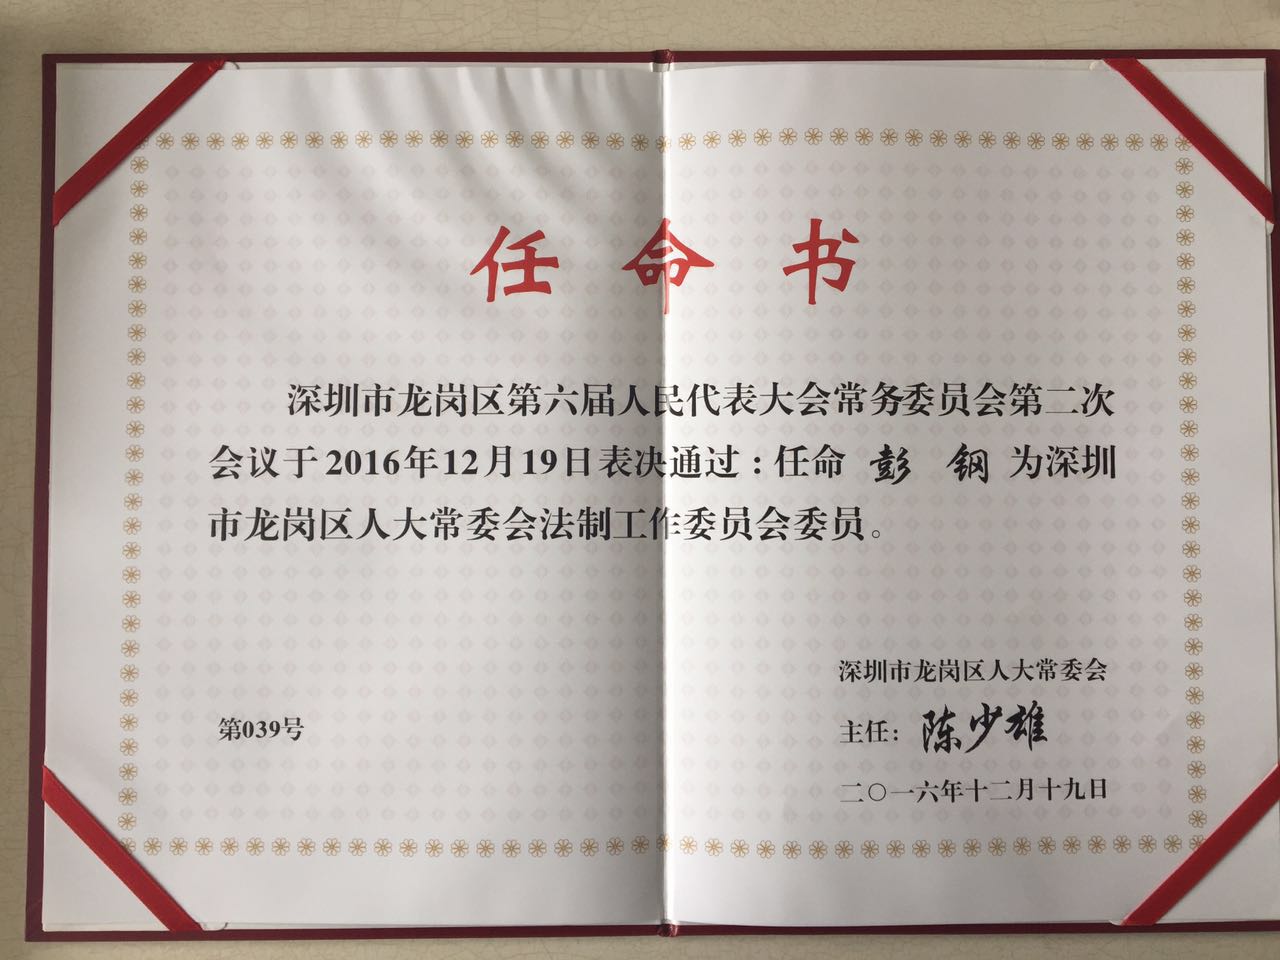 任命书
深圳市龙岗区第六届人民代表大会常务委员会第二次
会议于2016年12月19日表决通过:任命 彭 钢 为深圳
市龙岗区人大常委会法制工作委员会委员。
深圳市龙岗区人大常委会
第039号
主任: 陈少雄
二〇一六年十二月十九日